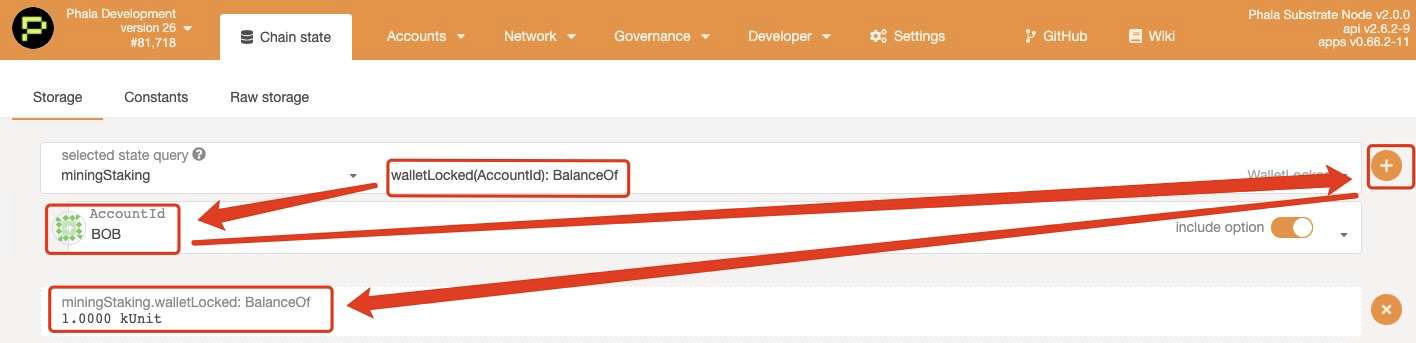 Phala Development
version 26
#81,718
Chain state
Accounts
Network
Governance
Developer
Settings
GitHub
Wiki
Phala Substrate Node v2.0.0
api v2.6.2-9
apps v0.66.2-11
Storage
Constants
Raw storage
selected state query
miningStaking
walletLocked(AccountId): BalanceOf
AccountId
BOB
include option
miningStaking.walletLocked: BalanceOf
1.0000 kUnit